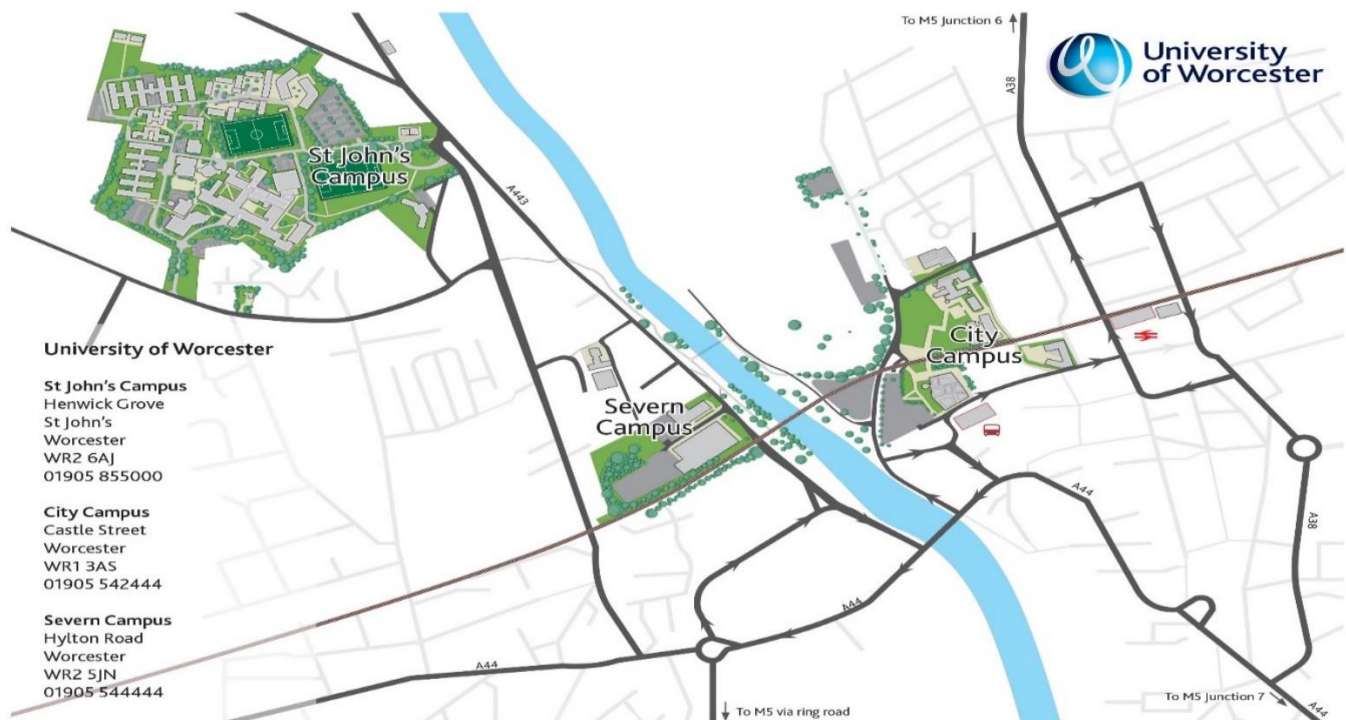 To M5 Junction 6
A38
University
of Worcester
St John's
Campus
A443
City
Campus
Severn
Campus
University of Worcester
St John's Campus
Henwick Grove
St John's
Worcester
WR2 6AJ
01905 855000
City Campus
Castle Street
Worcester
WR1 3AS
01905 542444
Severn Campus
Hylton Road
Worcester
WR2 5JN
01905 544444
A44
A38
A44
A44
To M5 Junction 7
A44
To M5 via ring road